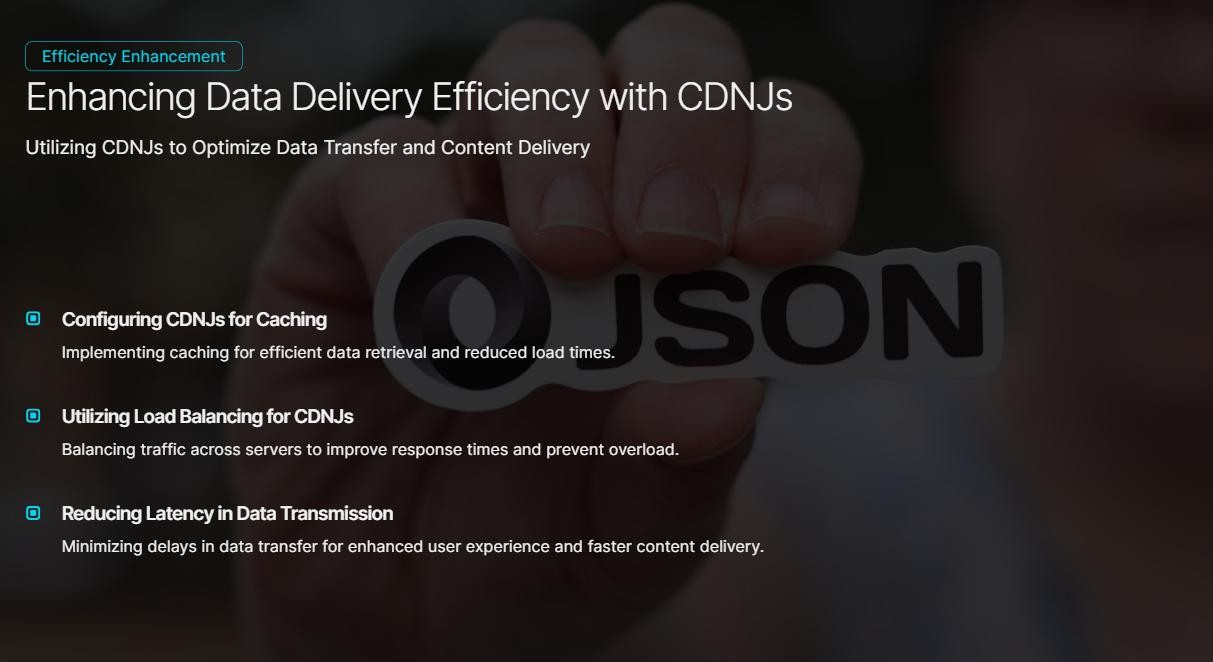 Efficiency Enhancement
Enhancing Data Delivery Efficiency with CDNJs
Utilizing CDNJs to Optimize Data Transfer and Content Delivery
JSON
Configuring CDNJs for Caching
Implementing caching for efficient data retrieval and reduced load times.
Utilizing Load Balancing for CDNJs
Balancing traffic across servers to improve response times and prevent overload.
Reducing Latency in Data Transmission
Minimizing delays in data transfer for enhanced user experience and faster content delivery.